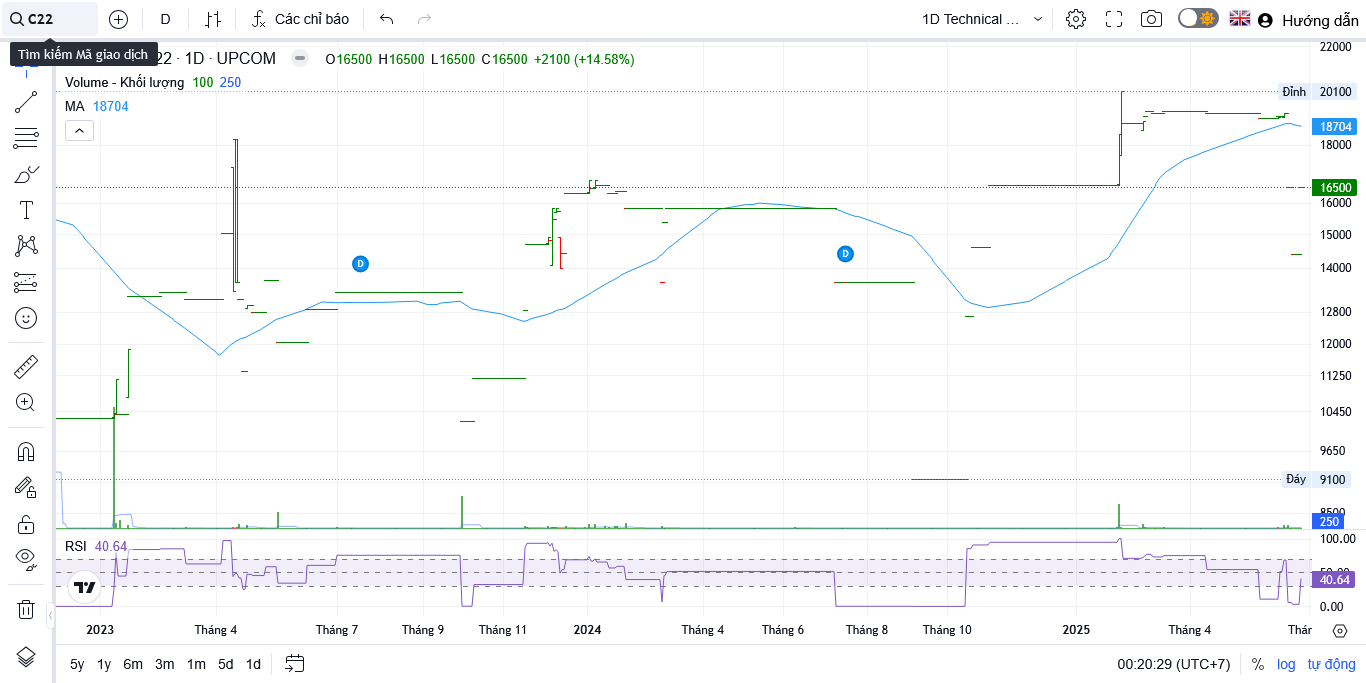 C22
D
Các chỉ báo
1D Technical ...
Hướng dẫn
Tìm kiếm Mã giao dịch
22 · 1D · UPCOM
O16500 H16500 L16500 C16500 +2100 (+14.58%)
Volume - Khối lượng 100 250
MA 18704
22000
Đỉnh 20100
18704
18000
16500
16000
15000
14000
12800
12000
11250
10450
9650
Đáy 9100
8500
250
D
D
RSI 40.64
100.00
50.00
40.64
0.00
2023
Tháng 4
Tháng 7
Tháng 9
Tháng 11
2024
Tháng 4
Tháng 6
Tháng 8
Tháng 10
2025
Tháng 4
Thár
5y 1y 6m 3m 1m 5d 1d
00:20:29 (UTC+7)
% log tự động